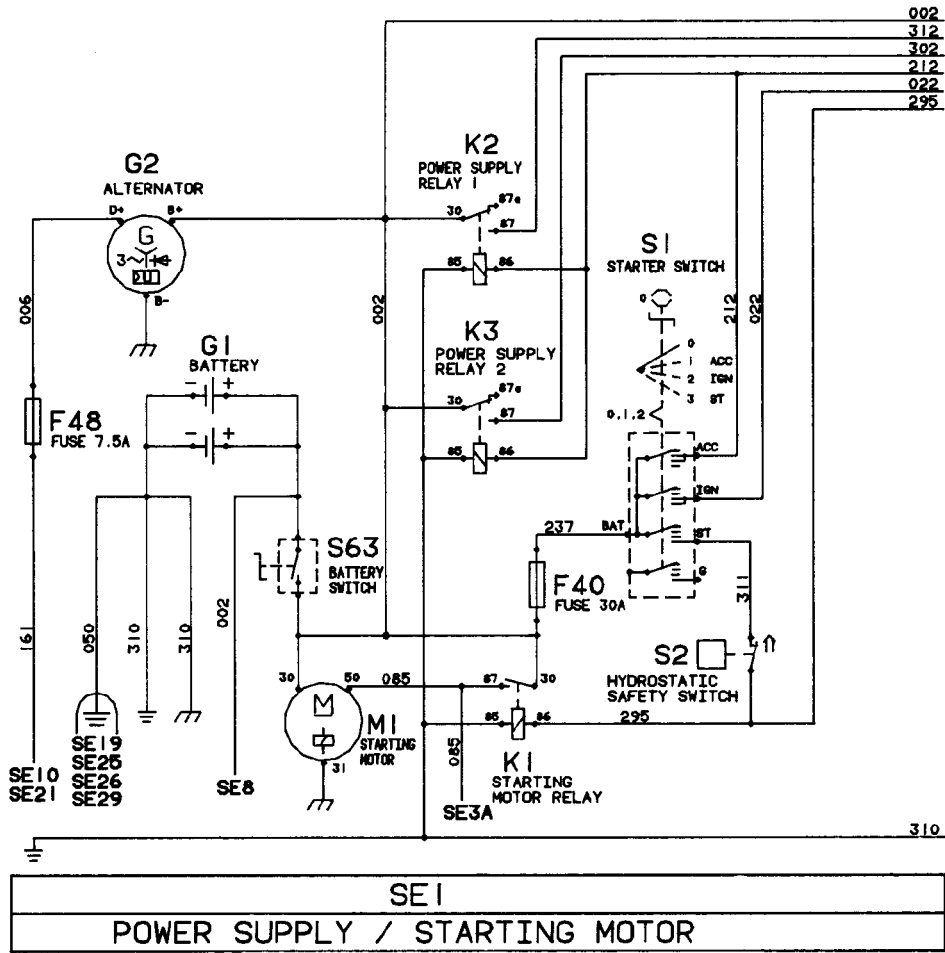 002
312
302
212
022
295
K2
POWER SUPPLY
RELAY 1
87a
30
87
85
86
G2
ALTERNATOR
D+
B+
G
3
B-
006
002
S1
STARTER SWITCH
0
0
1 ACC
2 IGN
3 ST
0.1.2
212
022
K3
POWER SUPPLY
RELAY 2
87a
30
87
85
86
G1
BATTERY
- +
- +
F48
FUSE 7.5A
ACC
IGN
BAT
ST
G
237
S63
BATTERY
SWITCH
F40
FUSE 30A
311
161
050
310
310
002
S2
HYDROSTATIC
SAFETY SWITCH
30
50
085
87
30
M
M1
STARTING
MOTOR
31
85
86
295
K1
STARTING
MOTOR RELAY
085
SE3A
SE10
SE21
SE19
SE25
SE26
SE29
SE8
310
SE1
POWER SUPPLY / STARTING MOTOR